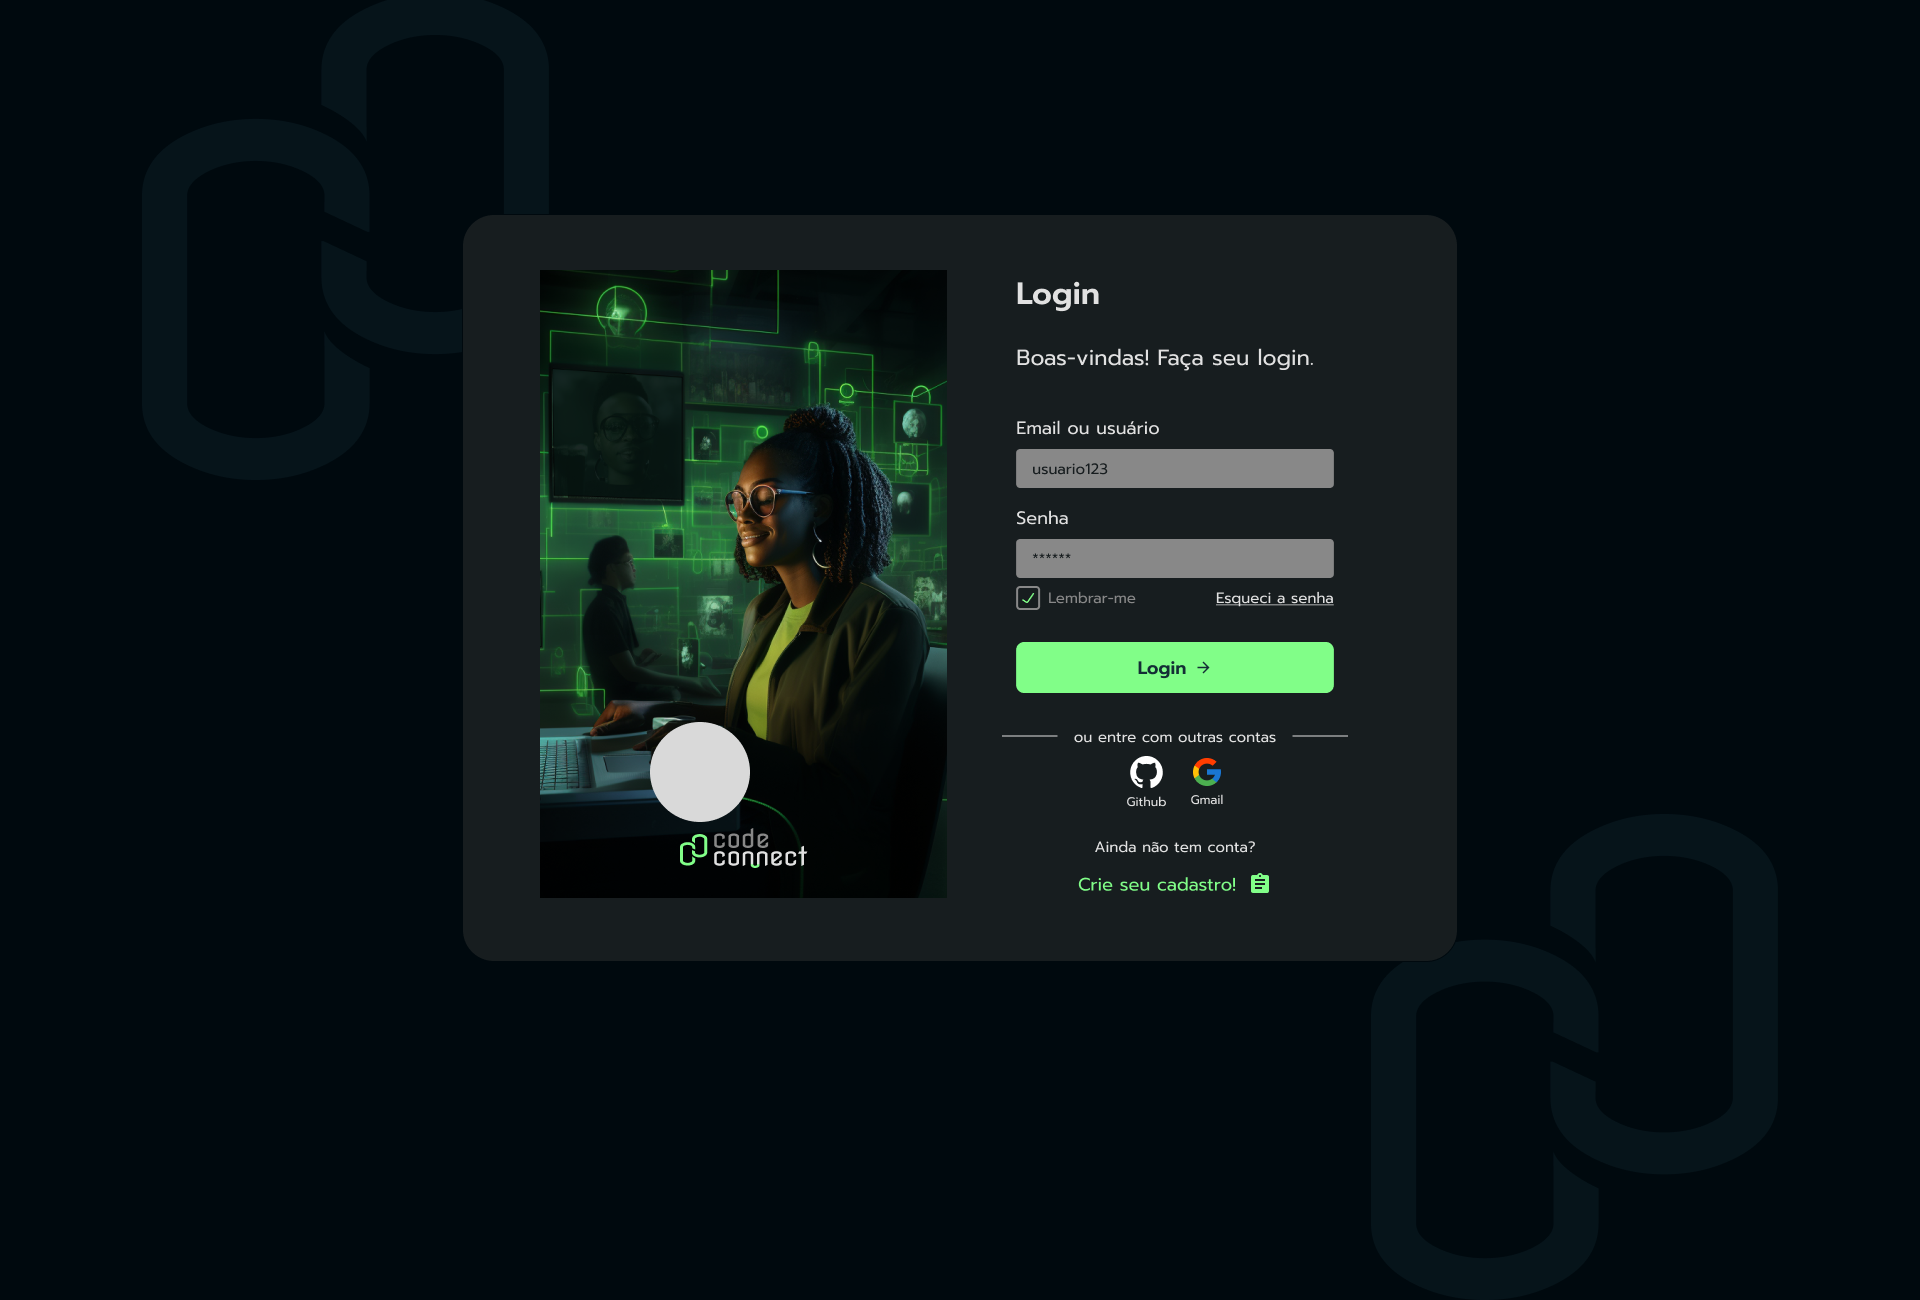 Login
Boas-vindas! Faça seu login.
Email ou usuário
usuario123
Senha
******
Lembrar-me
Esqueci a senha
Login
ou entre com outras contas
Github
Gmail
Ainda não tem conta?
Crie seu cadastro!
code
connect